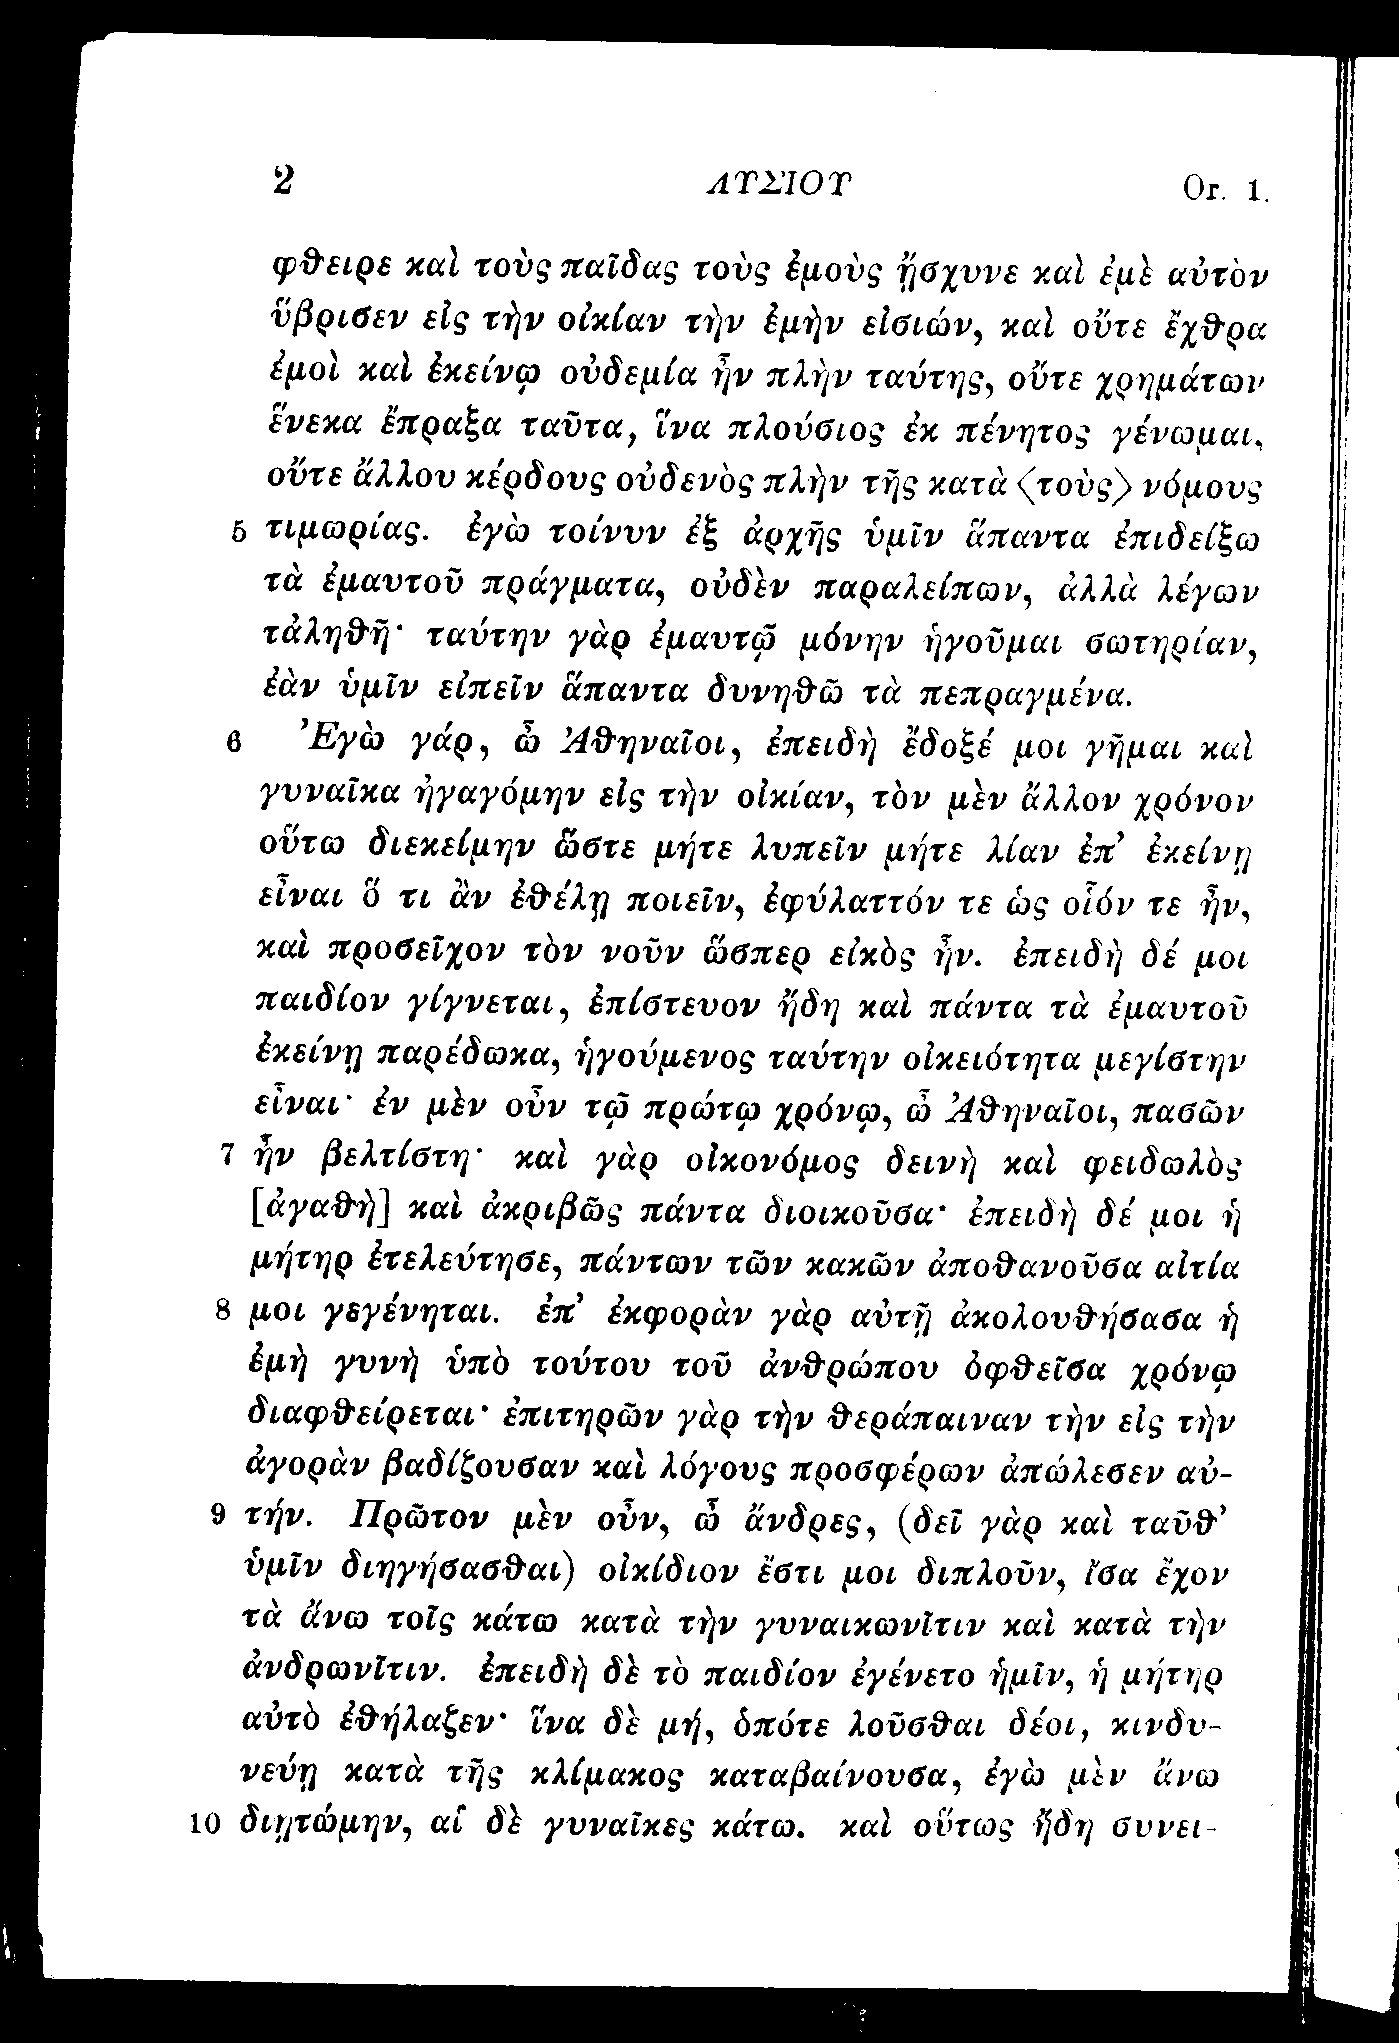 2 ΛΥΣΙΟΥ Or. 1.
φθειρε καὶ τοὺς παῖδας τοὺς ἐμοὺς ᾔσχυνε καὶ ἐμὲ αὐτὸν
ὕβρισεν εἰς τὴν οἰκίαν τὴν ἐμὴν εἰσιών, καὶ οὔτε ἔχθρα
ἐμοὶ καὶ ἐκείνῳ οὐδεμία ἦν πλὴν ταύτης, οὔτε χρημάτων
ἕνεκα ἔπραξα ταῦτα, ἵνα πλούσιος ἐκ πένητος γένωμαι,
οὔτε ἄλλου κέρδους οὐδενὸς πλὴν τῆς κατὰ ⟨τοὺς⟩ νόμους
5 τιμωρίας. ἐγὼ τοίνυν ἐξ ἀρχῆς ὑμῖν ἅπαντα ἐπιδείξω
τὰ ἐμαυτοῦ πράγματα, οὐδὲν παραλείπων, ἀλλὰ λέγων
τἀληθῆ· ταύτην γὰρ ἐμαυτῷ μόνην ἡγοῦμαι σωτηρίαν,
ἐὰν ὑμῖν εἰπεῖν ἅπαντα δυνηθῶ τὰ πεπραγμένα.
6 Ἐγὼ γάρ, ὦ Ἀθηναῖοι, ἐπειδὴ ἔδοξέ μοι γῆμαι καὶ
γυναῖκα ἠγαγόμην εἰς τὴν οἰκίαν, τὸν μὲν ἄλλον χρόνον
οὕτω διεκείμην ὥστε μήτε λυπεῖν μήτε λίαν ἐπ’ ἐκείνῃ
εἶναι ὅ τι ἂν ἐθέλῃ ποιεῖν, ἐφύλαττόν τε ὡς οἷόν τε ἦν,
καὶ προσεῖχον τὸν νοῦν ὥσπερ εἰκὸς ἦν. ἐπειδὴ δέ μοι
παιδίον γίγνεται, ἐπίστευον ἤδη καὶ πάντα τὰ ἐμαυτοῦ
ἐκείνῃ παρέδωκα, ἡγούμενος ταύτην οἰκειότητα μεγίστην
εἶναι· ἐν μὲν οὖν τῷ πρώτῳ χρόνῳ, ὦ Ἀθηναῖοι, πασῶν
7 ἦν βελτίστη· καὶ γὰρ οἰκονόμος δεινὴ καὶ φειδωλὸς
[ἀγαθὴ] καὶ ἀκριβῶς πάντα διοικοῦσα· ἐπειδὴ δέ μοι ἡ
μήτηρ ἐτελεύτησε, πάντων τῶν κακῶν ἀποθανοῦσα αἰτία
8 μοι γεγένηται. ἐπ’ ἐκφορὰν γὰρ αὐτῇ ἀκολουθήσασα ἡ
ἐμὴ γυνὴ ὑπὸ τούτου τοῦ ἀνθρώπου ὀφθεῖσα χρόνῳ
διαφθείρεται· ἐπιτηρῶν γὰρ τὴν θεράπαιναν τὴν εἰς τὴν
ἀγορὰν βαδίζουσαν καὶ λόγους προσφέρων ἀπώλεσεν αὐ-
9 τήν. Πρῶτον μὲν οὖν, ὦ ἄνδρες, (δεῖ γὰρ καὶ ταῦθ’
ὑμῖν διηγήσασθαι) οἰκίδιον ἔστι μοι διπλοῦν, ἴσα ἔχον
τὰ ἄνω τοῖς κάτω κατὰ τὴν γυναικωνῖτιν καὶ κατὰ τὴν
ἀνδρωνῖτιν. ἐπειδὴ δὲ τὸ παιδίον ἐγένετο ἡμῖν, ἡ μήτηρ
αὐτὸ ἐθήλαζεν· ἵνα δὲ μή, ὁπότε λοῦσθαι δέοι, κινδυ-
νεύῃ κατὰ τῆς κλίμακος καταβαίνουσα, ἐγὼ μὲν ἄνω
10 διῃτώμην, αἱ δὲ γυναῖκες κάτω. καὶ οὕτως ἤδη συνει-